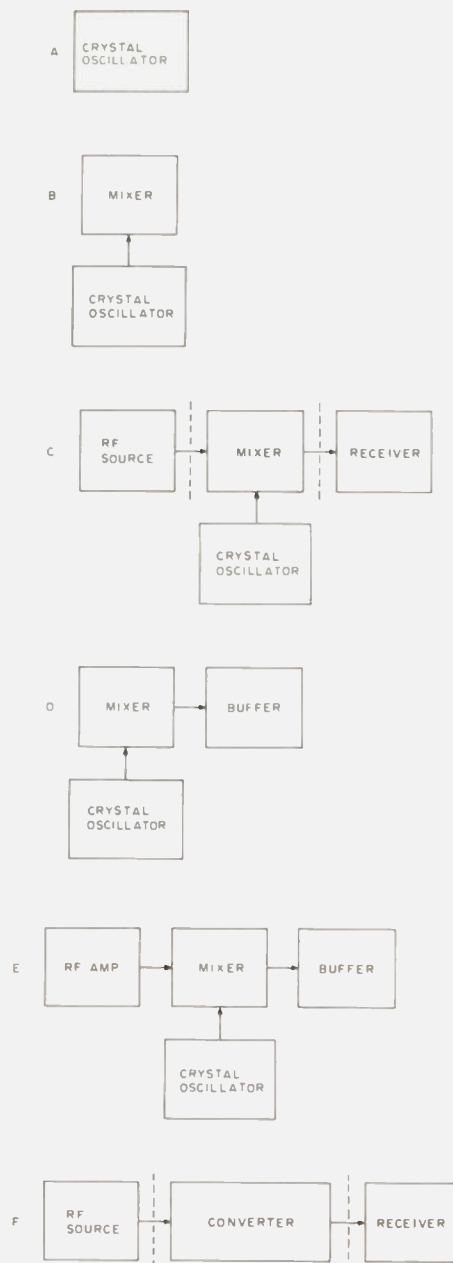 A
CRYSTAL
OSCILLATOR
B
MIXER
CRYSTAL
OSCILLATOR
C
RF
SOURCE
MIXER
RECEIVER
CRYSTAL
OSCILLATOR
D
MIXER
BUFFER
CRYSTAL
OSCILLATOR
E
RF AMP
MIXER
BUFFER
CRYSTAL
OSCILLATOR
F
RF
SOURCE
CONVERTER
RECEIVER